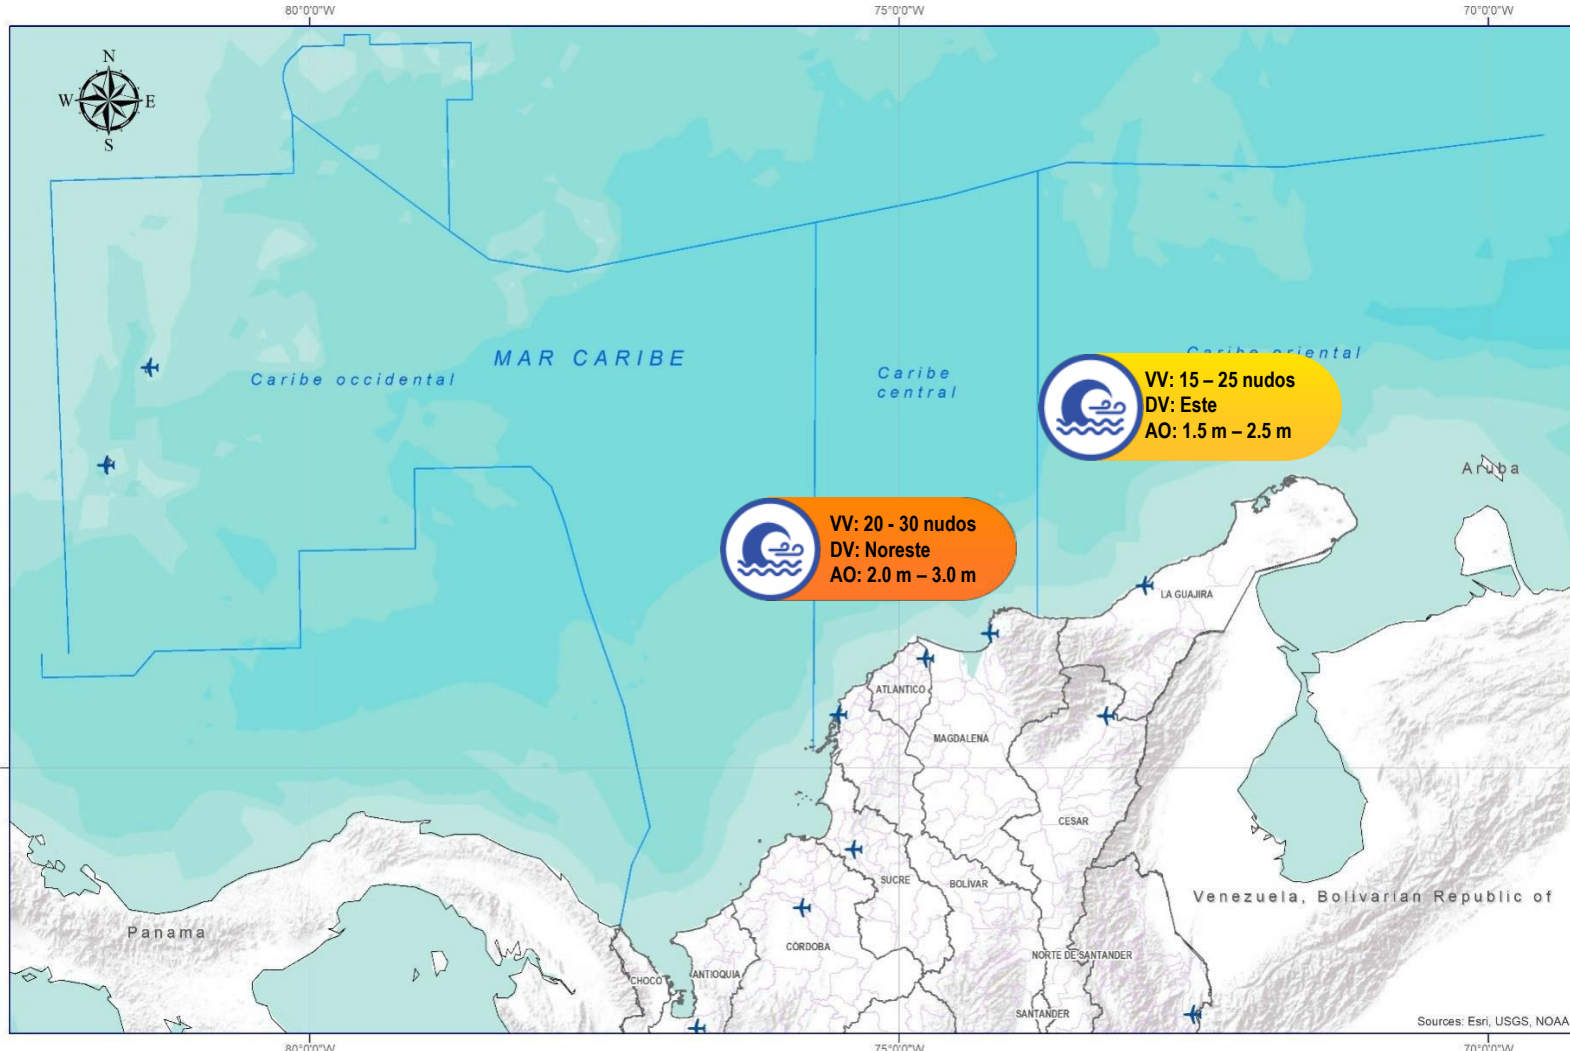 80°0'0"W
75°0'0"W
70°0'0"W
N
W
E
S
MAR CARIBE
Caribe occidental
Caribe
central
Caribe oriental
VV: 15 – 25 nudos
DV: Este
AO: 1.5 m – 2.5 m
Aruba
VV: 20 - 30 nudos
DV: Noreste
AO: 2.0 m – 3.0 m
LA GUAJIRA
ATLANTICO
MAGDALENA
CESAR
SUCRE
BOLIVAR
Venezuela, Bolivarian Republic of
Panama
CÓRDOBA
NORTE DE SANTANDER
ANTIOQUIA
CHOCO
SANTANDER
Sources: Esri, USGS, NOAA
80°0'0"W
75°0'0"W
70°0'0"W